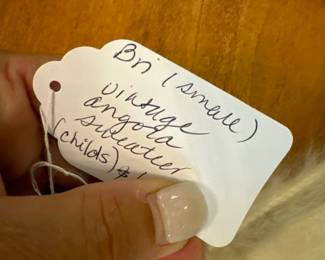 Bri (small)
vintage
angora
sweater
(childs) $